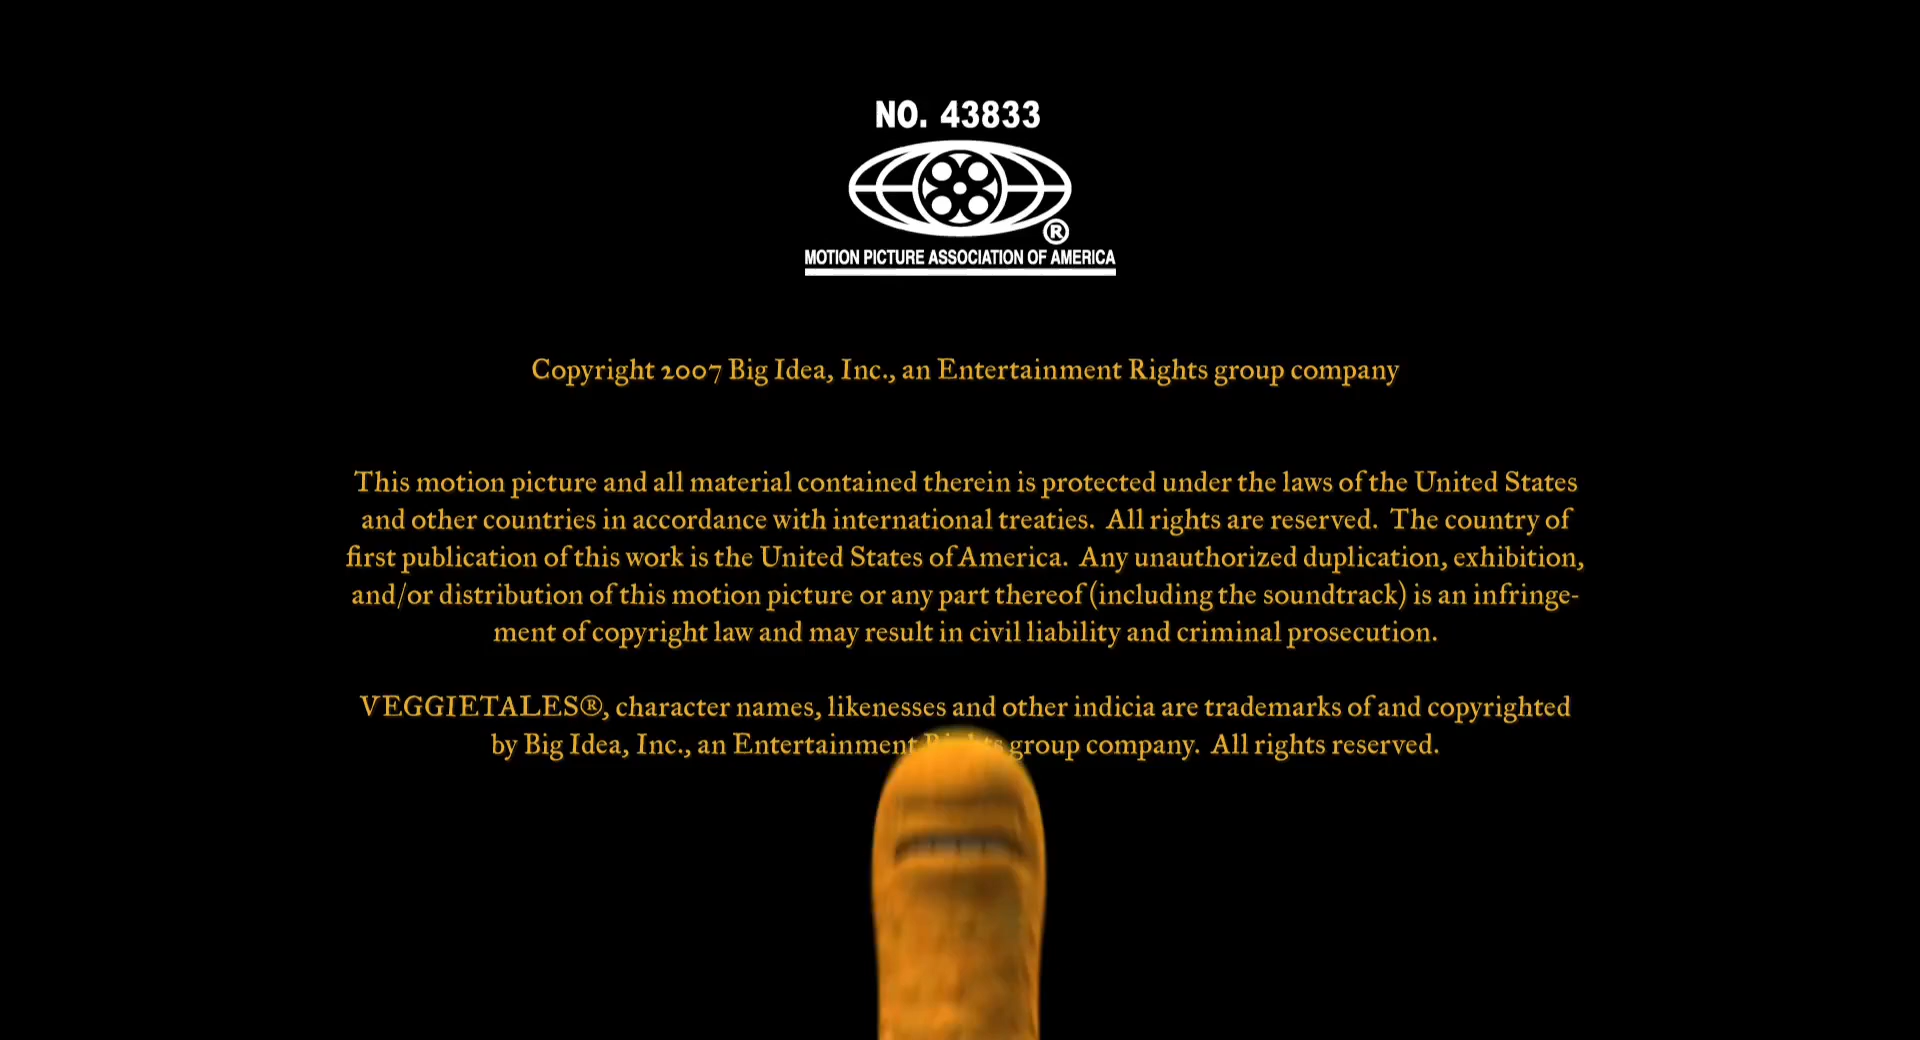 NO. 43833
®
MOTION PICTURE ASSOCIATION OF AMERICA
Copyright 2007 Big Idea, Inc., an Entertainment Rights group company
This motion picture and all material contained therein is protected under the laws of the United States
and other countries in accordance with international treaties. All rights are reserved. The country of
first publication of this work is the United States of America. Any unauthorized duplication, exhibition,
and/or distribution of this motion picture or any part thereof (including the soundtrack) is an infringe-
ment of copyright law and may result in civil liability and criminal prosecution.
VEGGIETALES®, character names, likenesses and other indicia are trademarks of and copyrighted
by Big Idea, Inc., an Entertainment Rights group company. All rights reserved.